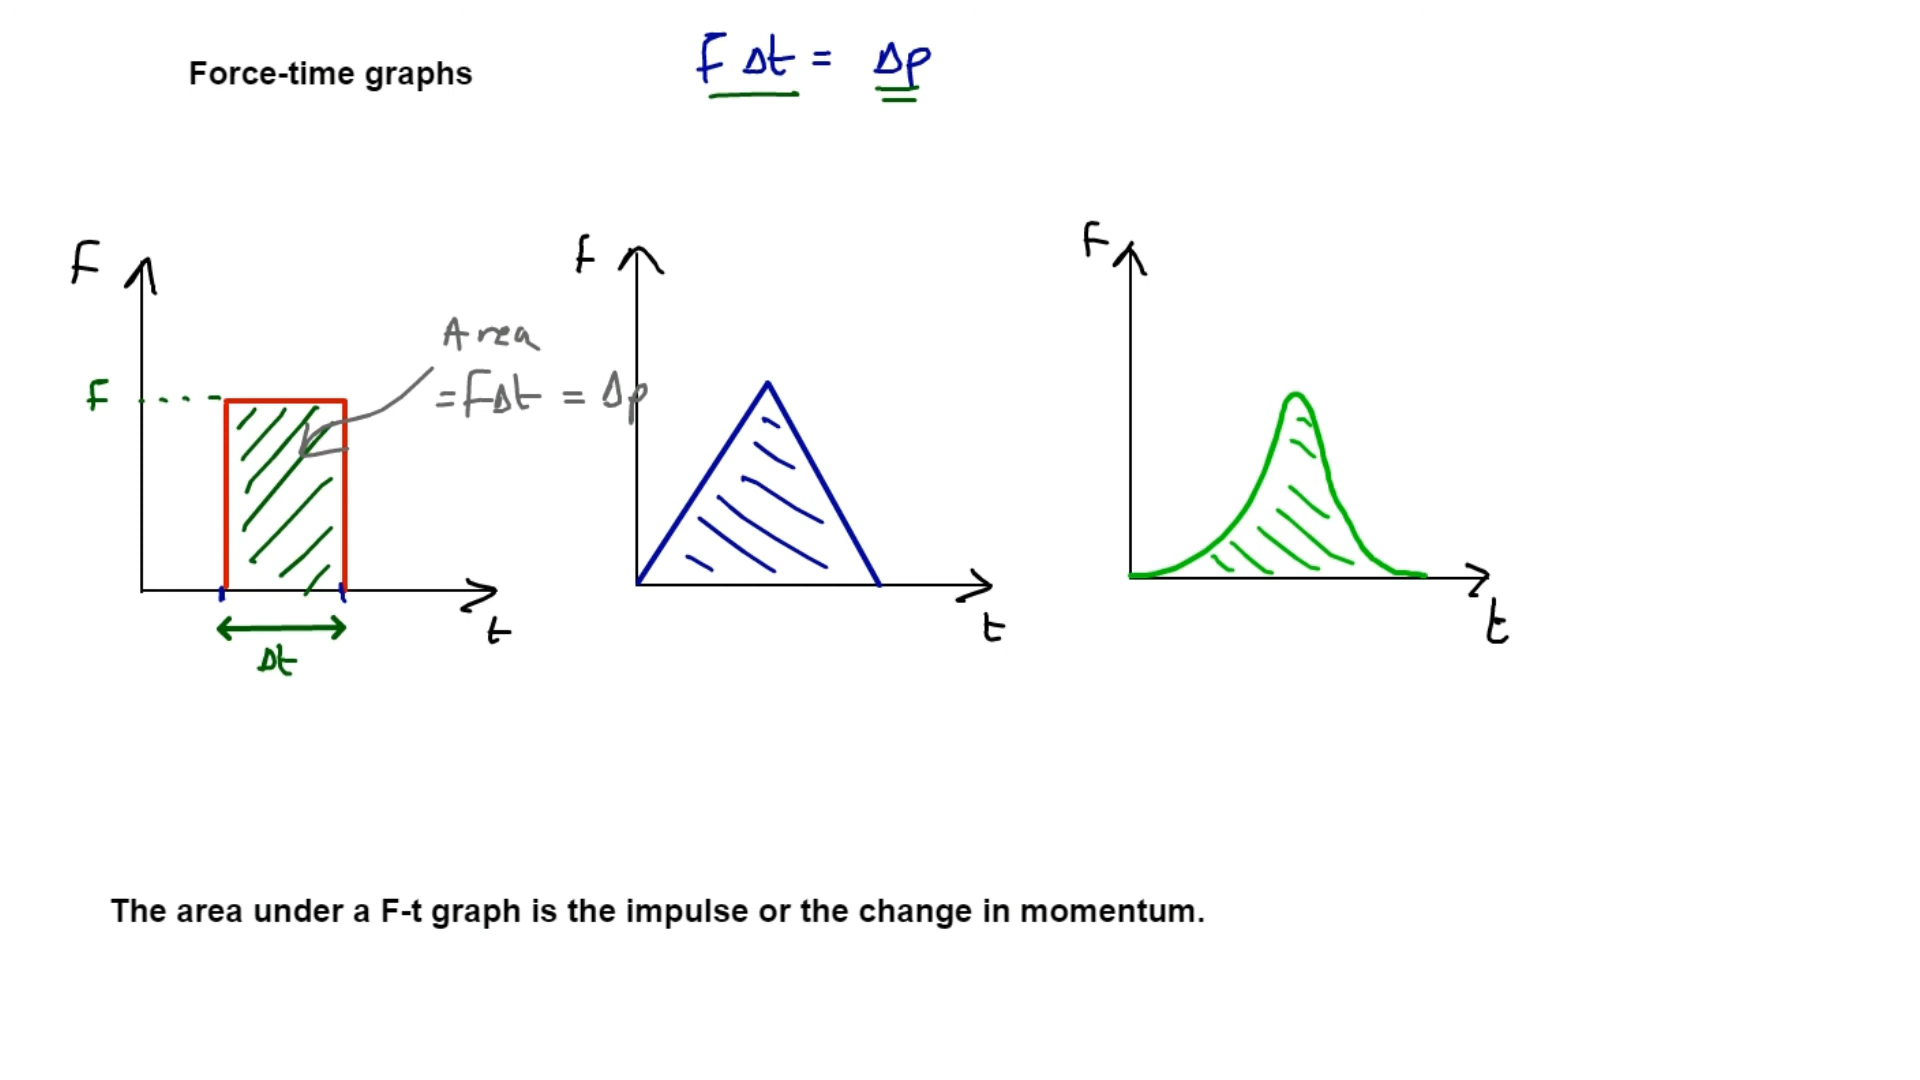 Force-time graphs
F Δt = Δp
F
F
F
Area
= FΔt = Δp
F
t
t
t
Δt
The area under a F-t graph is the impulse or the change in momentum.